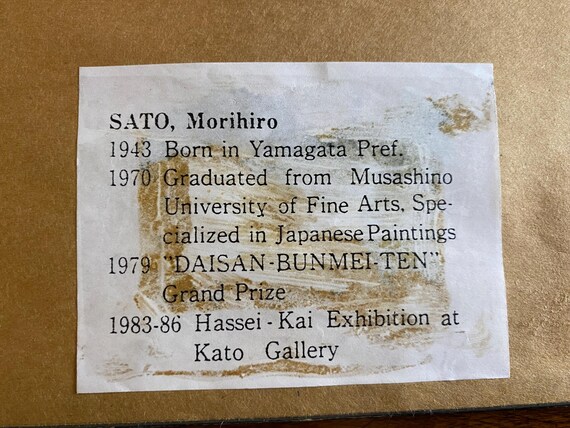 SATO, Morihiro
1943 Born in Yamagata Pref.
1970 Graduated from Musashino
University of Fine Arts. Spe-
cialized in Japanese Paintings
1979 "DAISAN-BUNMEI-TEN"
Grand Prize
1983-86 Hassei-Kai Exhibition at
Kato Gallery